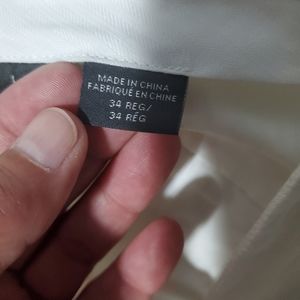 MADE IN CHINA
FABRIQUÉ EN CHINE
34 REG/
34 RÉG